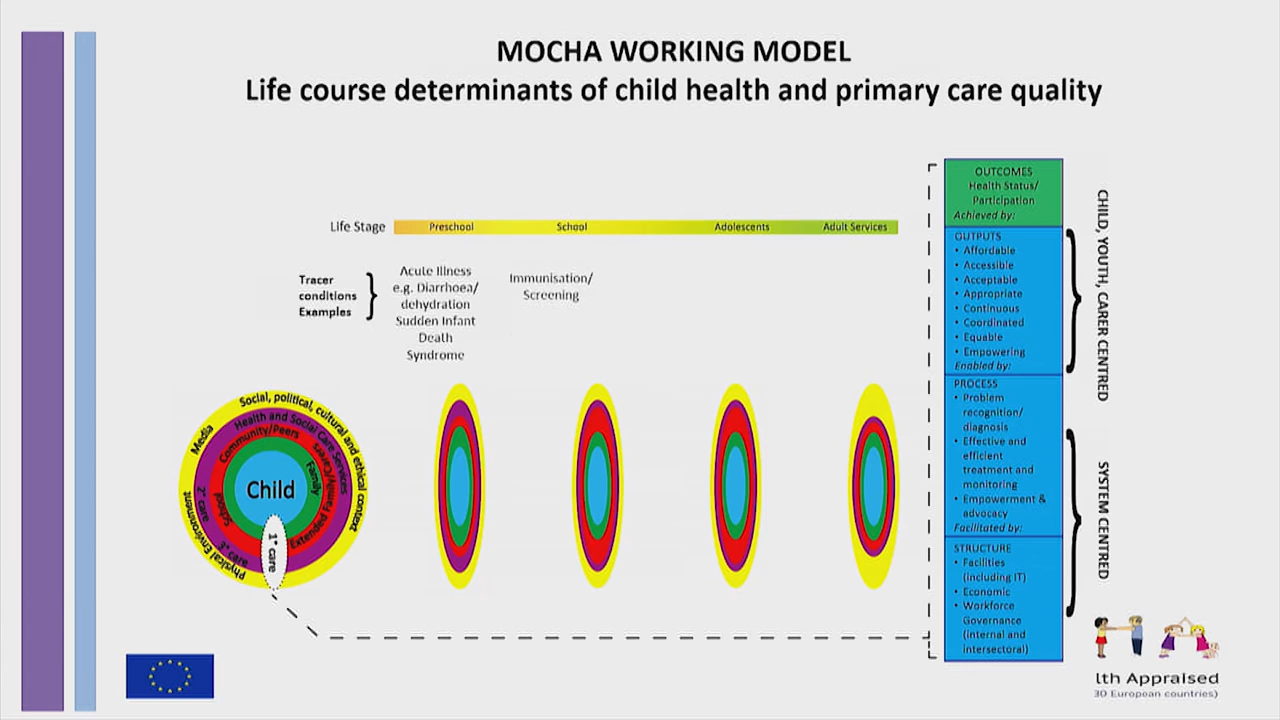 MOCHA WORKING MODEL
Life course determinants of child health and primary care quality
Life Stage
Preschool
School
Adolescents
Adult Services
Tracer
conditions
Examples
Acute Illness
e.g. Diarrhoea/
dehydration
Sudden Infant
Death
Syndrome
Immunisation/
Screening
Social, political, cultural and ethical context
Media
Physical Environment
Health and Social Care Services
2° care
3° care
Community/Peers
School
Extended Family/Carers
Family
Child
1° care
OUTCOMES
Health Status/
Participation
Achieved by:
OUTPUTS
• Affordable
• Accessible
• Acceptable
• Appropriate
• Continuous
• Coordinated
• Equable
• Empowering
Enabled by:
PROCESS
• Problem
recognition/
diagnosis
• Effective and
efficient
treatment and
monitoring
• Empowerment &
advocacy
Facilitated by:
STRUCTURE
• Facilities
(including IT)
• Economic
• Workforce
Governance
(internal and
intersectoral)
CHILD, YOUTH, CARER CENTRED
SYSTEM CENTRED
lth Appraised
30 European countries)